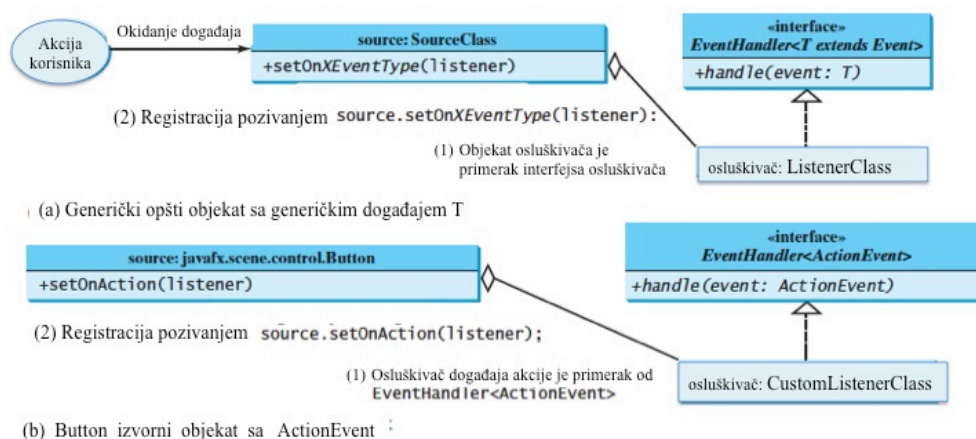 Akcija
korisnika
Okidanje događaja
source: SourceClass
+setOnXEventType(listener)
«interface»
EventHandler<T extends Event>
+handle(event: T)
(2) Registracija pozivanjem source.setOnXEventType(listener):
(1) Objekat osluškivača je
primerak interfejsa osluškivača
osluškivač: ListenerClass
(a) Generički opšti objekat sa generičkim događajem T
source: javafx.scene.control.Button
+setOnAction(listener)
«interface»
EventHandler<ActionEvent>
+handle(event: ActionEvent)
(2) Registracija pozivanjem source.setOnAction(listener);
(1) Osluškivač događaja akcije je primerak od
EventHandler<ActionEvent>
osluškivač: CustomListenerClass
(b) Button izvorni objekat sa ActionEvent :